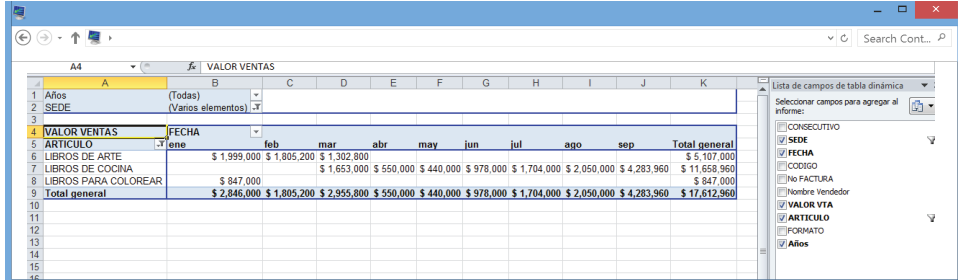 Search Cont...
A4 fx VALOR VENTAS
A B C D E F G H I J K
1 Años (Todas)
2 SEDE (Varios elementos)
3
4 VALOR VENTAS FECHA
5 ARTICULO ene feb mar abr may jun jul ago sep Total general
6 LIBROS DE ARTE $ 1,999,000 $ 1,805,200 $ 1,302,800 $ 5,107,000
7 LIBROS DE COCINA $ 1,653,000 $ 550,000 $ 440,000 $ 978,000 $ 1,704,000 $ 2,050,000 $ 4,283,960 $ 11,658,960
8 LIBROS PARA COLOREAR $ 847,000 $ 847,000
9 Total general $ 2,846,000 $ 1,805,200 $ 2,955,800 $ 550,000 $ 440,000 $ 978,000 $ 1,704,000 $ 2,050,000 $ 4,283,960 $ 17,612,960
10
11
12
13
14
15
16
Lista de campos de tabla dinámica
Seleccionar campos para agregar al
informe:
CONSECUTIVO
SEDE
FECHA
CODIGO
No FACTURA
Nombre Vendedor
VALOR VTA
ARTICULO
FORMATO
Años